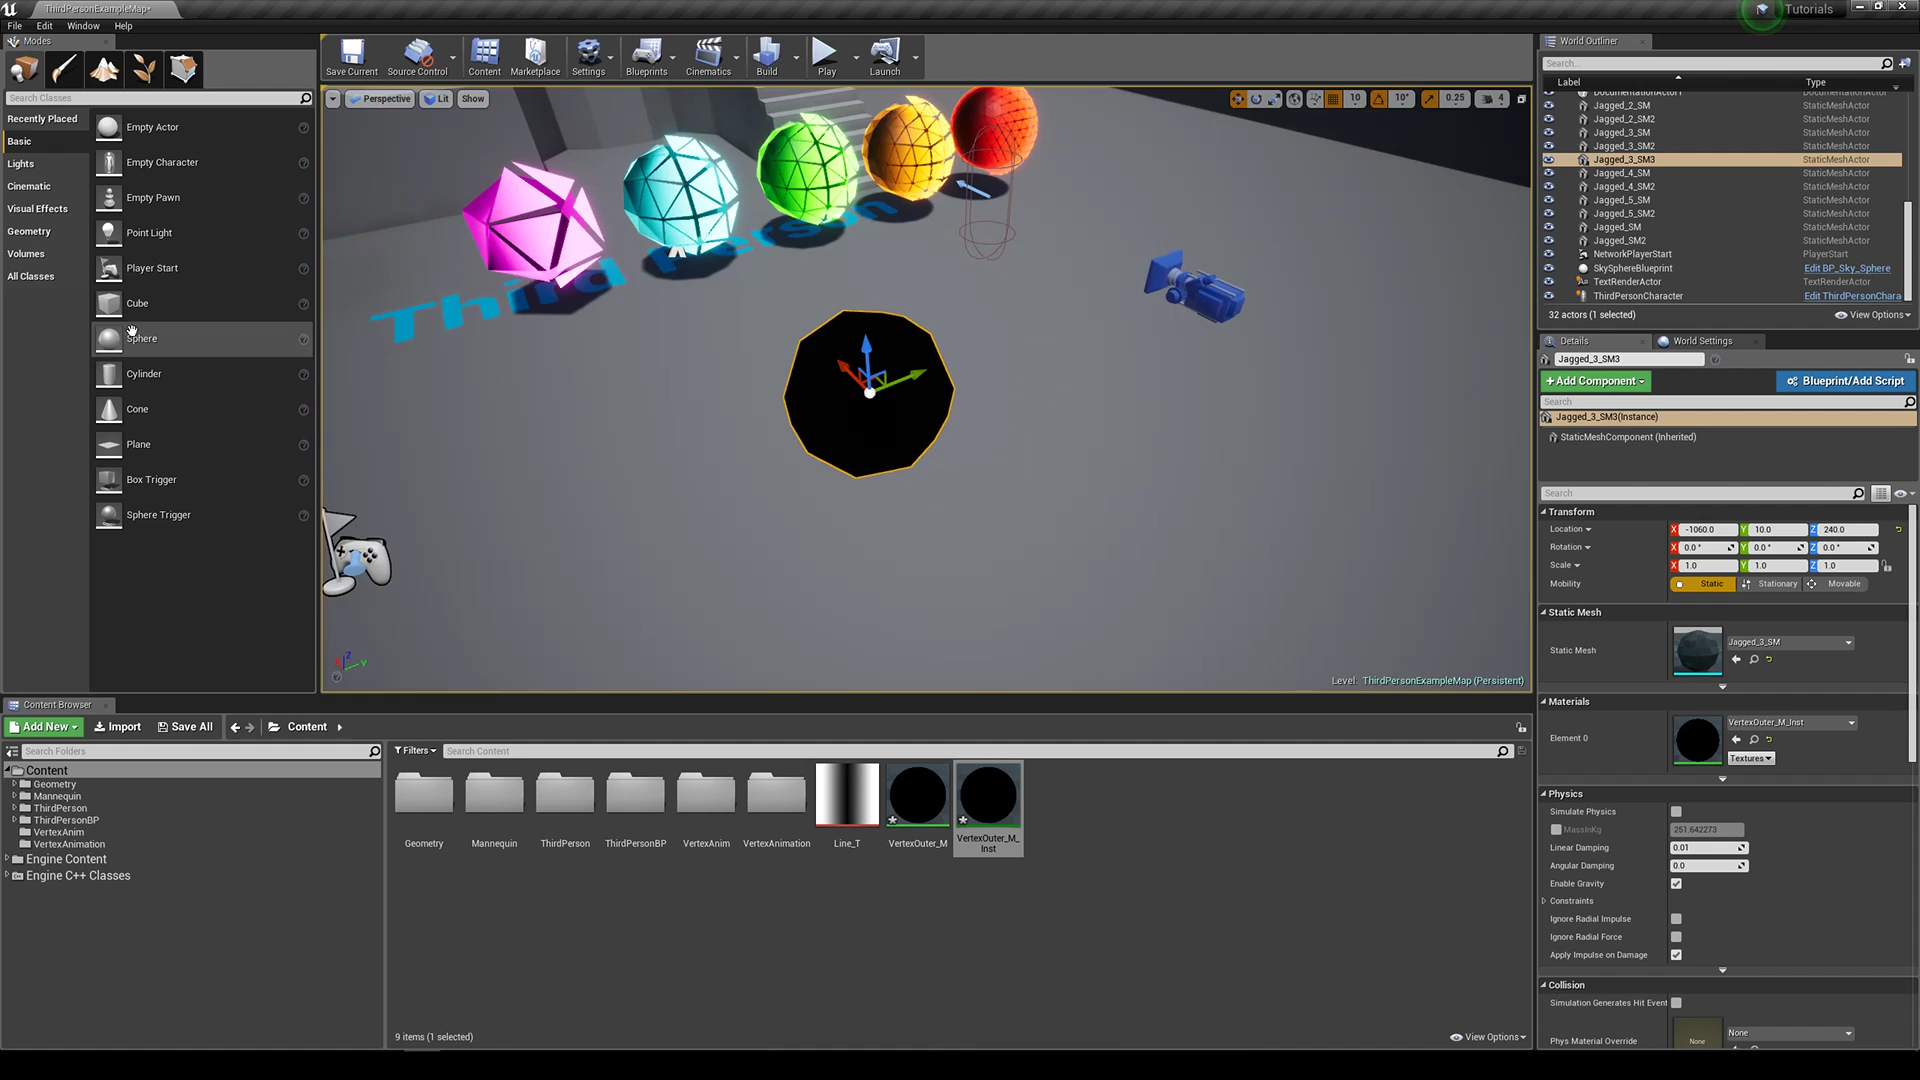 ThirdPersonExampleMap*
Tutorials
File Edit Window Help
Modes
Search Classes
Recently Placed
Basic
Lights
Cinematic
Visual Effects
Geometry
Volumes
All Classes
Empty Actor
Empty Character
Empty Pawn
Point Light
Player Start
Cube
Sphere
Cylinder
Cone
Plane
Box Trigger
Sphere Trigger
Save Current
Source Control
Content
Marketplace
Settings
Blueprints
Cinematics
Build
Play
Launch
Perspective
Lit
Show
10
10°
0.25
4
Third Person
Level: ThirdPersonExampleMap (Persistent)
World Outliner
Search...
Label Type
DocumentationActor1
Jagged_2_SM StaticMeshActor
Jagged_2_SM2 StaticMeshActor
Jagged_3_SM StaticMeshActor
Jagged_3_SM2 StaticMeshActor
Jagged_3_SM3 StaticMeshActor
Jagged_4_SM StaticMeshActor
Jagged_4_SM2 StaticMeshActor
Jagged_5_SM StaticMeshActor
Jagged_5_SM2 StaticMeshActor
Jagged_SM StaticMeshActor
Jagged_SM2 StaticMeshActor
NetworkPlayerStart PlayerStart
SkySphereBlueprint Edit BP_Sky_Sphere
TextRenderActor TextRenderActor
ThirdPersonCharacter Edit ThirdPersonChara
32 actors (1 selected)
View Options
Details
World Settings
Jagged_3_SM3
+Add Component
Blueprint/Add Script
Search
Jagged_3_SM3(Instance)
StaticMeshComponent (Inherited)
Search
Transform
Location X -1060.0 Y 10.0 Z 240.0
Rotation X 0.0 ° Y 0.0 ° Z 0.0 °
Scale X 1.0 Y 1.0 Z 1.0
Mobility Static Stationary Movable
Static Mesh
Static Mesh
Jagged_3_SM
Materials
Element 0
VertexOuter_M_Inst
Textures
Physics
Simulate Physics
MassInKg 251.642273
Linear Damping 0.01
Angular Damping 0.0
Enable Gravity
Constraints
Ignore Radial Impulse
Ignore Radial Force
Apply Impulse on Damage
Collision
Simulation Generates Hit Event
Phys Material Override
None
None
Content Browser
Add New
Import
Save All
Content
Search Folders
Content
Geometry
Mannequin
ThirdPerson
ThirdPersonBP
VertexAnim
VertexAnimation
Engine Content
Engine C++ Classes
Filters
Search Content
Geometry
Mannequin
ThirdPerson
ThirdPersonBP
VertexAnim
VertexAnimation
Line_T
VertexOuter_M
VertexOuter_M_
Inst
9 items (1 selected)
View Options